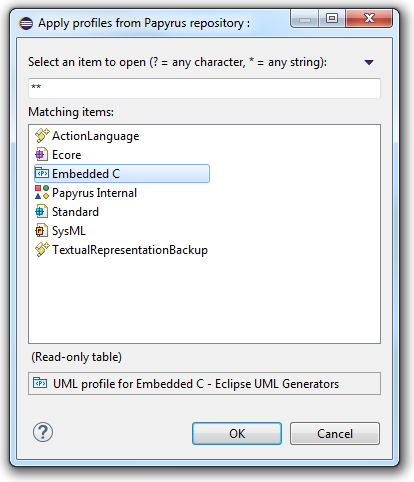 Apply profiles from Papyrus repository :
Select an item to open (? = any character, * = any string):
**
Matching items:
ActionLanguage
Ecore
Embedded C
Papyrus Internal
Standard
SysML
TextualRepresentationBackup
(Read-only table)
UML profile for Embedded C - Eclipse UML Generators
OK
Cancel